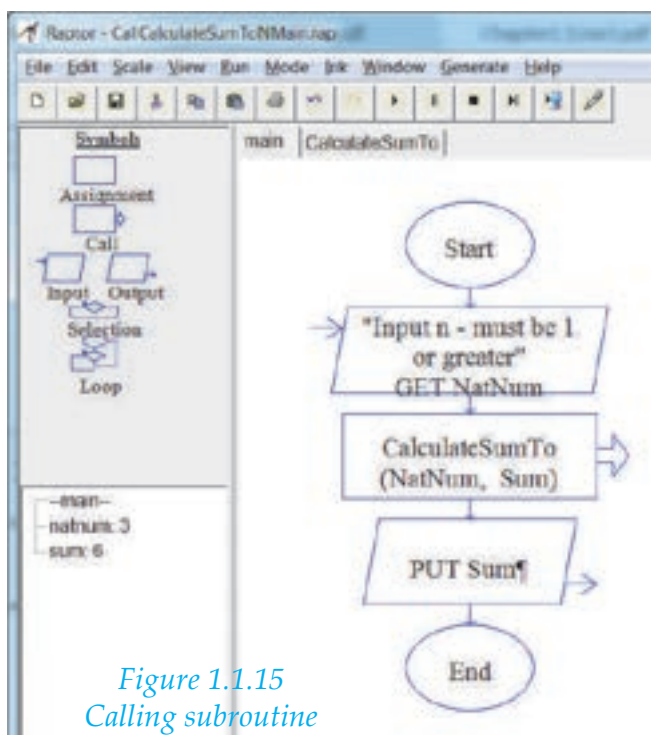 Raptor - CallCalculateSumToNMain.rap
File Edit Scale View Run Mode Ink Window Generate Help
Symbols
Assignment
Call
Input Output
Selection
Loop
main CalculateSumTo
Start
"Input n - must be 1
or greater"
GET NatNum
CalculateSumTo
(NatNum, Sum)
PUT Sum¶
End
--main--
natnum: 3
sum: 6
Figure 1.1.15
Calling subroutine